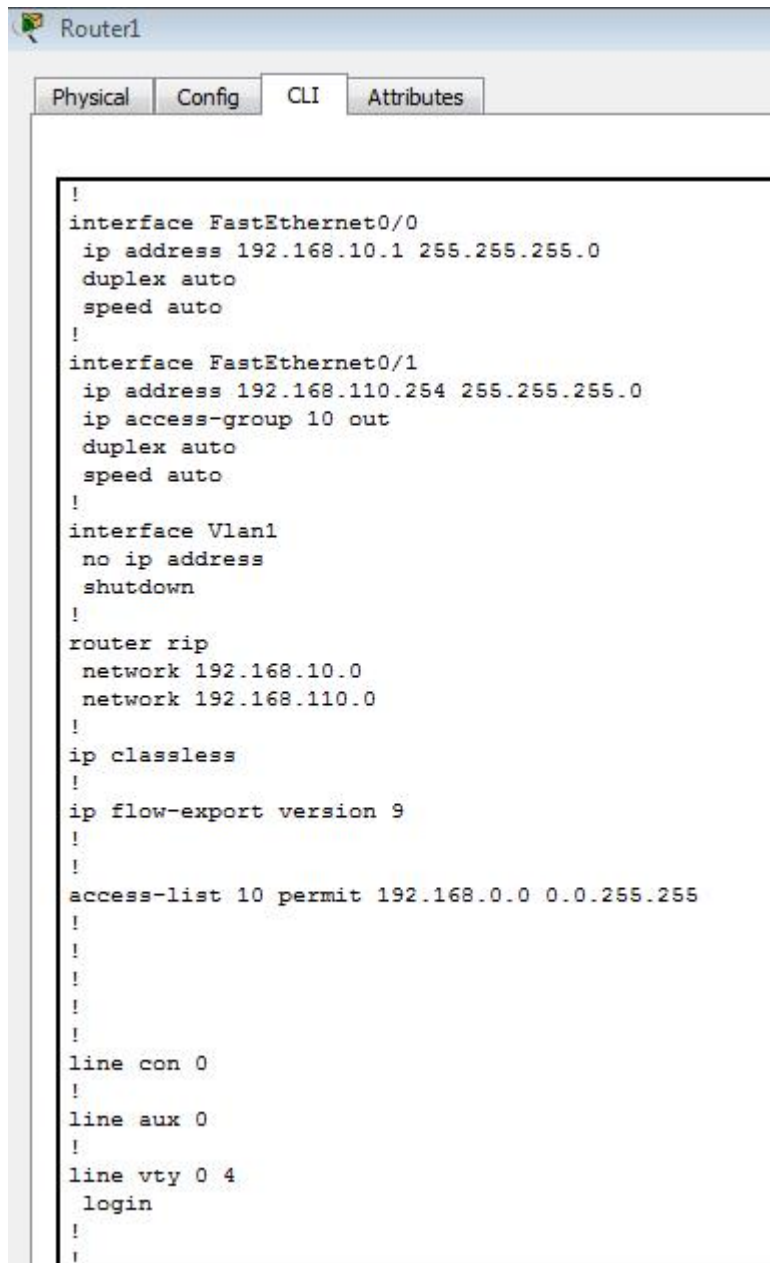 Router1
Physical Config CLI Attributes
!
interface FastEthernet0/0
 ip address 192.168.10.1 255.255.255.0
 duplex auto
 speed auto
!
interface FastEthernet0/1
 ip address 192.168.110.254 255.255.255.0
 ip access-group 10 out
 duplex auto
 speed auto
!
interface Vlan1
 no ip address
 shutdown
!
router rip
 network 192.168.10.0
 network 192.168.110.0
!
ip classless
!
ip flow-export version 9
!
!
access-list 10 permit 192.168.0.0 0.0.255.255
!
!
!
!
!
line con 0
!
line aux 0
!
line vty 0 4
 login
!
!